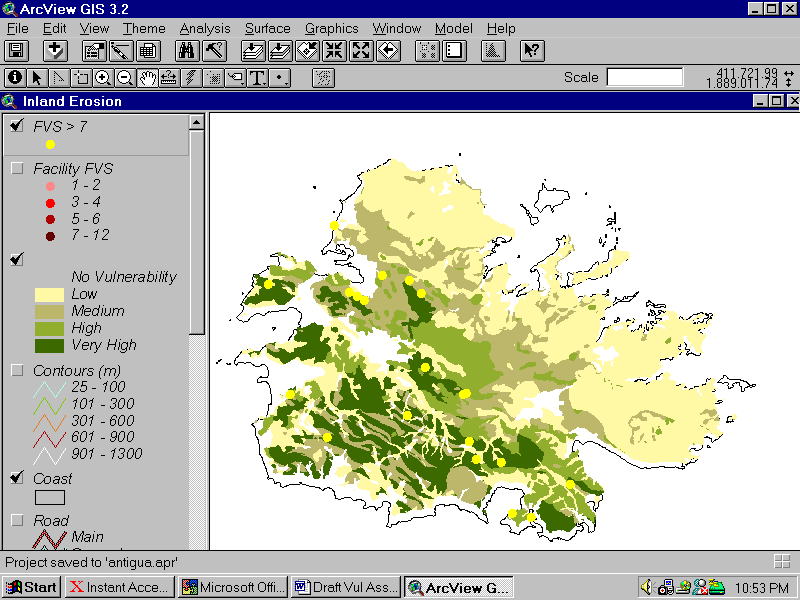 ArcView GIS 3.2
File Edit View Theme Analysis Surface Graphics Window Model Help
Scale 411,721.99
1,889,011.74
Inland Erosion
FVS > 7
Facility FVS
1 - 2
3 - 4
5 - 6
7 - 12
No Vulnerability
Low
Medium
High
Very High
Contours (m)
25 - 100
101 - 300
301 - 600
601 - 900
901 - 1300
Coast
Road
Main
Project saved to 'antigua.apr'
Start Instant Acce... Microsoft Offi... Draft Vul Ass... ArcView G... 10:53 PM